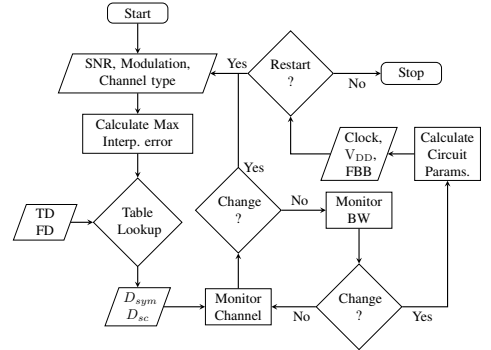 Start
SNR, Modulation,
Channel type
Yes
Restart
?
No
Stop
Calculate Max
Interp. error
Clock,
V_DD,
FBB
Calculate
Circuit
Params.
TD
FD
Table
Lookup
Yes
Change
?
No
Monitor
BW
D_sym
D_sc
Monitor
Channel
No
Change
?
Yes